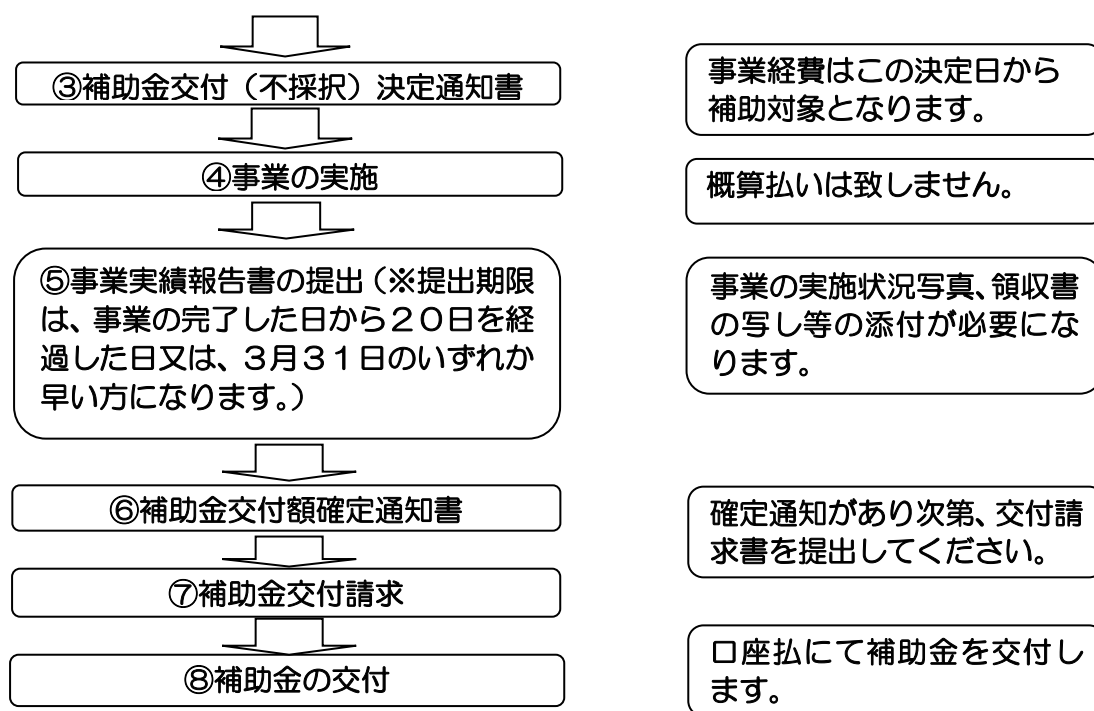 ③補助金交付（不採択）決定通知書
事業経費はこの決定日から
補助対象となります。
④事業の実施
概算払いは致しません。
⑤事業実績報告書の提出（※提出期限
は、事業の完了した日から２０日を経
過した日又は、３月３１日のいずれか
早い方になります。）
事業の実施状況写真、領収書
の写し等の添付が必要にな
ります。
⑥補助金交付額確定通知書
確定通知があり次第、交付請
求書を提出してください。
⑦補助金交付請求
⑧補助金の交付
口座払にて補助金を交付し
ます。